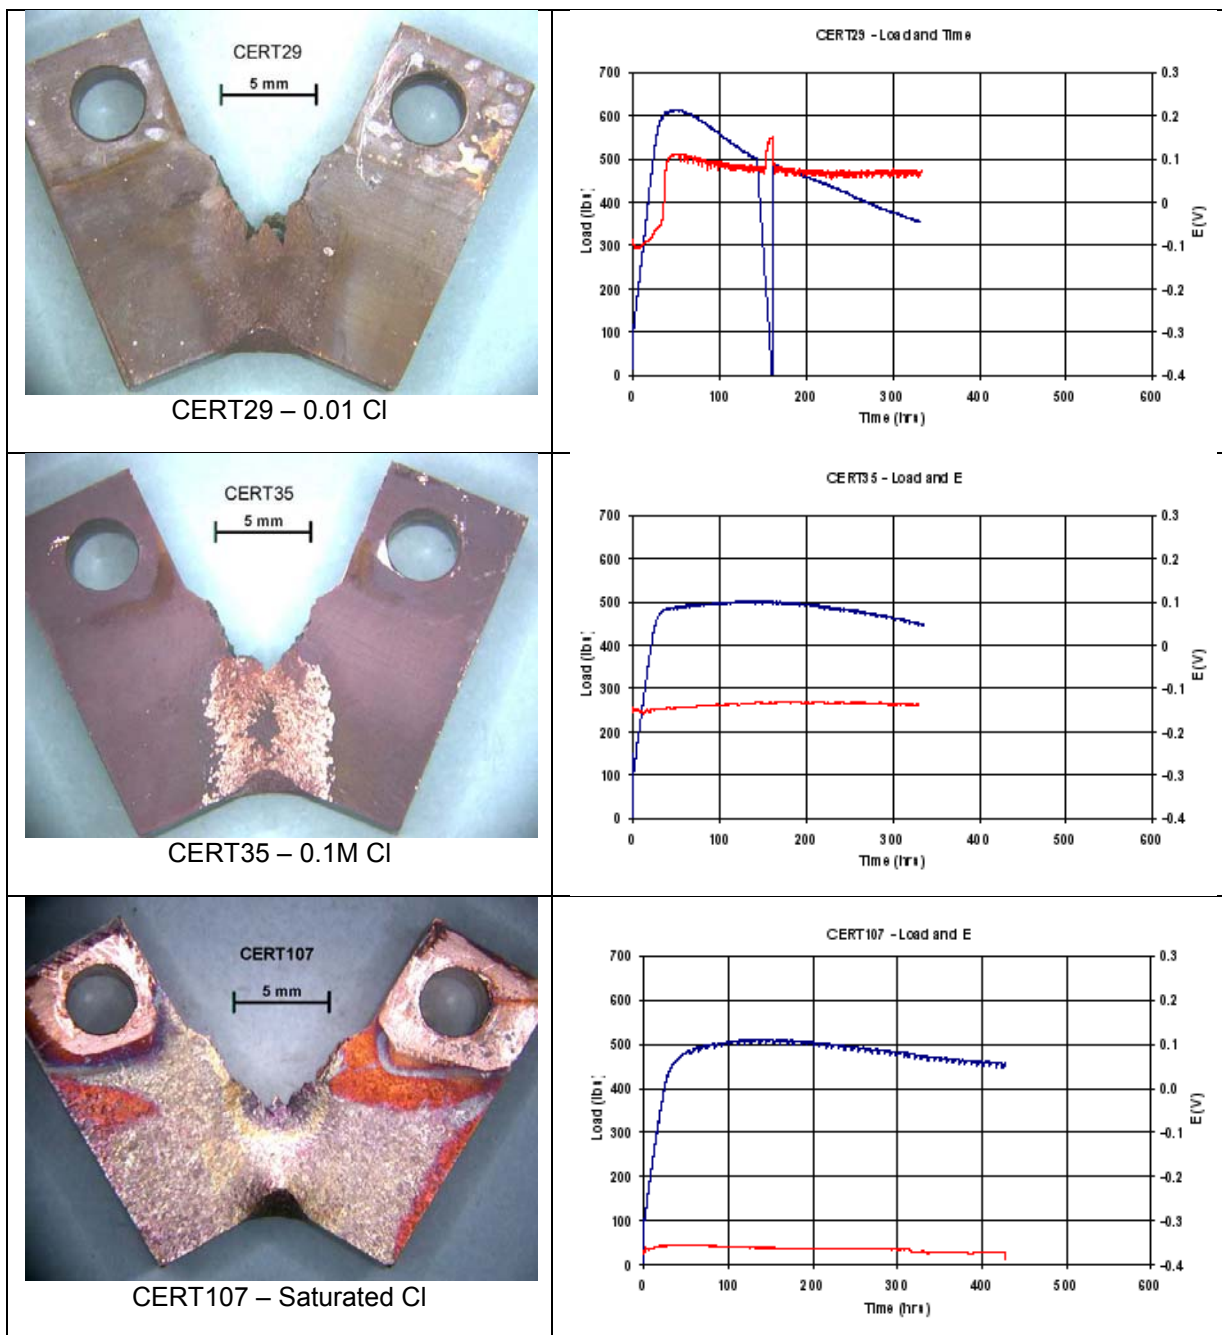 CERT29
5 mm
CERT29 – 0.01 Cl
CERT29 - Load and Time
700
600
500
400
300
200
100
0
Load (lbs)
0.3
0.2
0.1
0
-0.1
-0.2
-0.3
-0.4
E(V)
0 100 200 300 400 500 600
Time (hrs)
CERT35
5 mm
CERT35 – 0.1M Cl
CERT35 - Load and E
700
600
500
400
300
200
100
0
Load (lbs)
0.3
0.2
0.1
0
-0.1
-0.2
-0.3
-0.4
E(V)
0 100 200 300 400 500 600
Time (hrs)
CERT107
5 mm
CERT107 – Saturated Cl
CERT107 - Load and E
700
600
500
400
300
200
100
0
Load (lbs)
0.3
0.2
0.1
0.0
-0.1
-0.2
-0.3
-0.4
E(V)
0 100 200 300 400 500 600
Time (hrs)